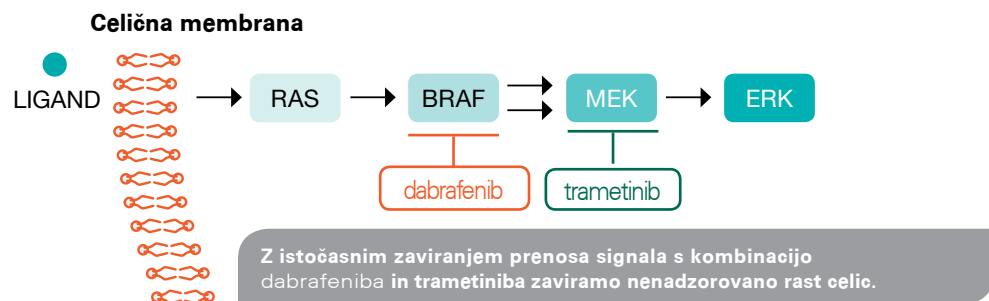 Celična membrana
LIGAND
RAS
BRAF
MEK
ERK
dabrafenib
trametinib
Z istočasnim zaviranjem prenosa signala s kombinacijo
dabrafeniba in trametiniba zaviramo nenadzorovano rast celic.